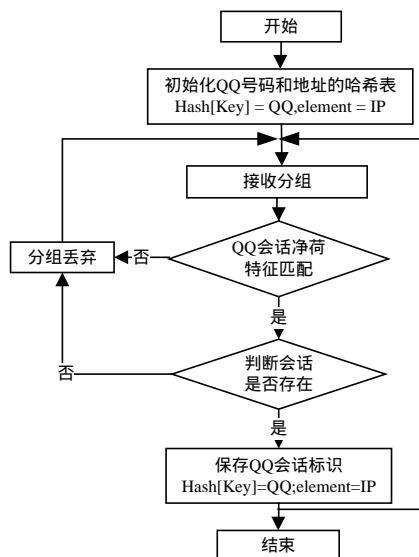 开始
初始化QQ号码和地址的哈希表
Hash[Key] = QQ,element = IP
接收分组
QQ会话净荷
特征匹配
否
分组丢弃
是
判断会话
是否存在
否
是
保存QQ会话标识
Hash[Key]=QQ;element=IP
结束